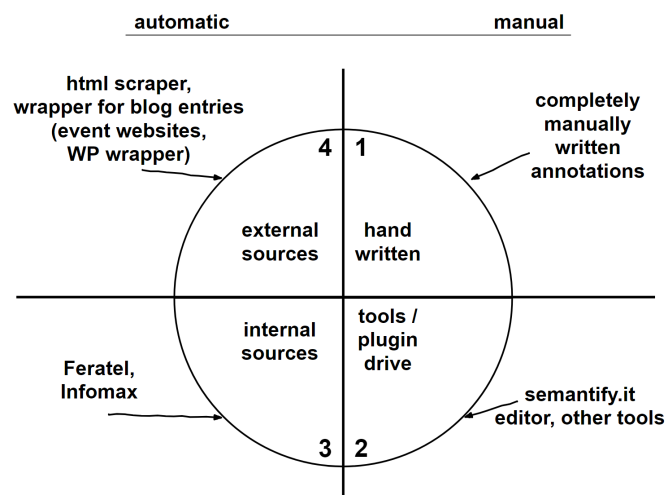 automatic
manual
html scraper,
wrapper for blog entries
(event websites,
WP wrapper)
completely
manually
written
annotations
4
1
external
sources
hand
written
internal
sources
tools /
plugin
drive
Feratel,
Infomax
semantify.it
editor, other tools
3
2